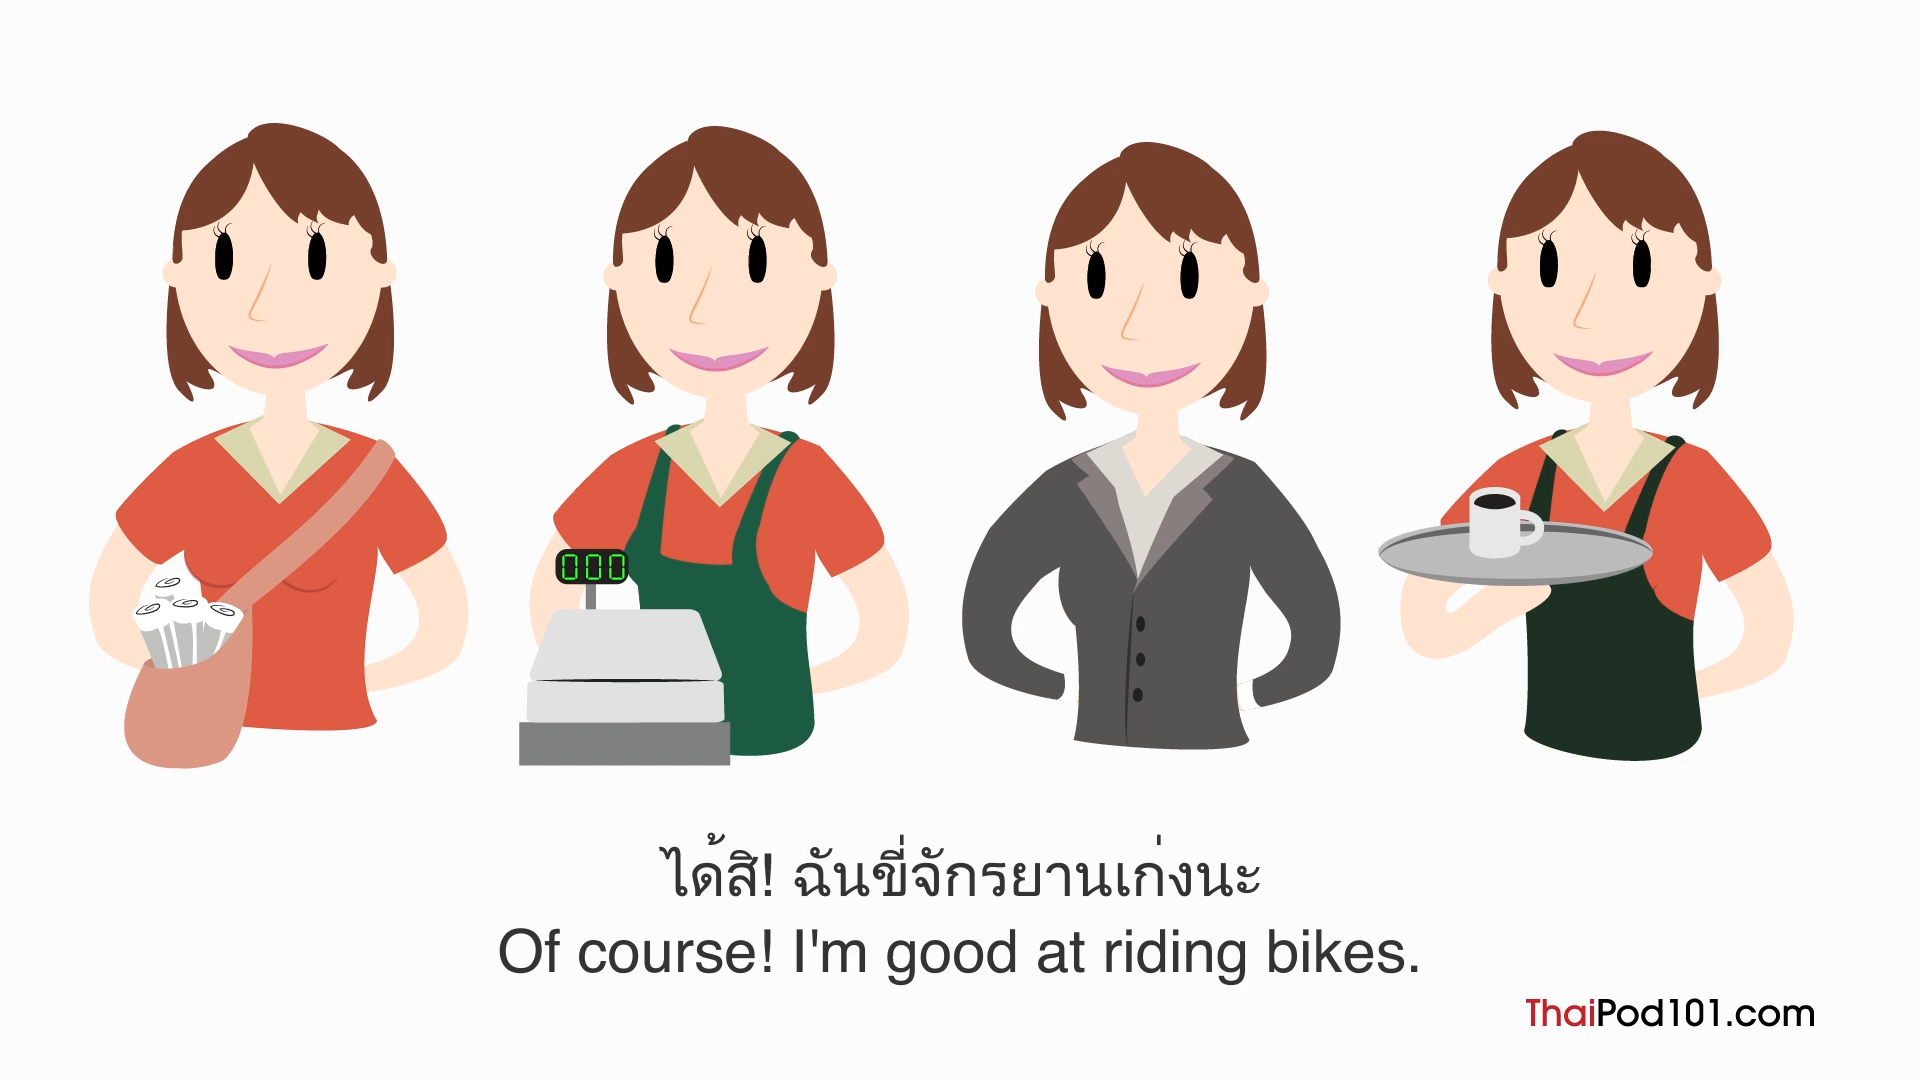 000
ได้สิ! ฉันขี่จักรยานเก่งนะ
Of course! I'm good at riding bikes.
ThaiPod101.com